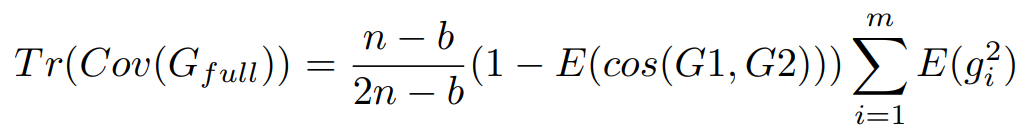 Tr(Cov(G_{full})) = \frac{n-b}{2n-b}(1 - E(cos(G1, G2))) \sum_{i=1}^{m} E(g_i^2)